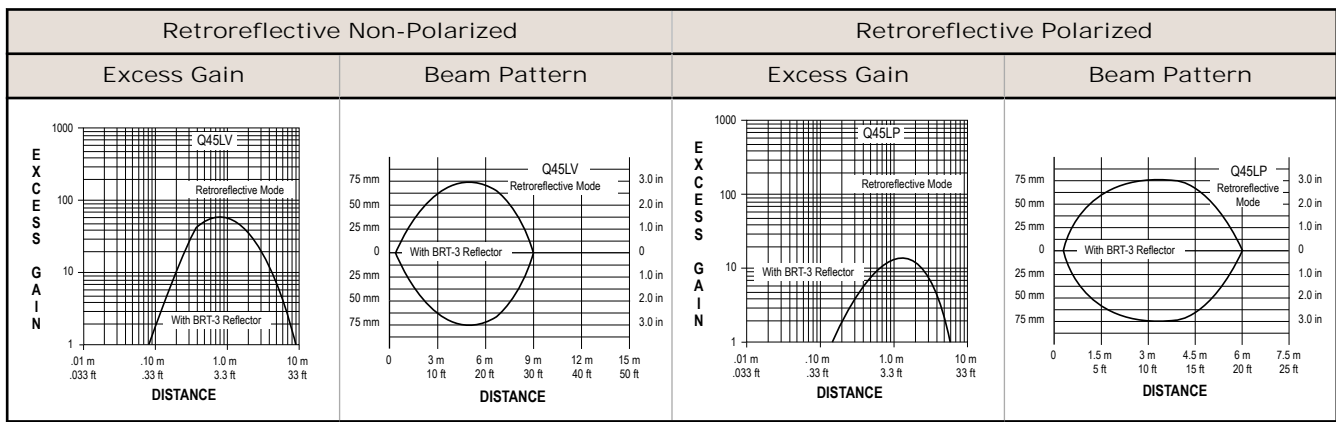 Retroreflective Non-Polarized
Retroreflective Polarized
Excess Gain
Beam Pattern
Excess Gain
Beam Pattern
EXCESS GAIN
1000
100
10
1
Q45LV
Retroreflective Mode
With BRT-3 Reflector
.01 m .10 m 1.0 m 10 m
.033 ft .33 ft 3.3 ft 33 ft
DISTANCE
75 mm
50 mm
25 mm
0
25 mm
50 mm
75 mm
Q45LV
Retroreflective Mode
With BRT-3 Reflector
3.0 in
2.0 in
1.0 in
0
1.0 in
2.0 in
3.0 in
0 3 m 6 m 9 m 12 m 15 m
10 ft 20 ft 30 ft 40 ft 50 ft
DISTANCE
EXCESS GAIN
1000
100
10
1
Q45LP
Retroreflective Mode
With BRT-3 Reflector
.01 m .10 m 1.0 m 10 m
.033 ft .33 ft 3.3 ft 33 ft
DISTANCE
75 mm
50 mm
25 mm
0
25 mm
50 mm
75 mm
Q45LP
Retroreflective
Mode
With BRT-3 Reflector
3.0 in
2.0 in
1.0 in
0
1.0 in
2.0 in
3.0 in
0 1.5 m 3 m 4.5 m 6 m 7.5 m
5 ft 10 ft 15 ft 20 ft 25 ft
DISTANCE